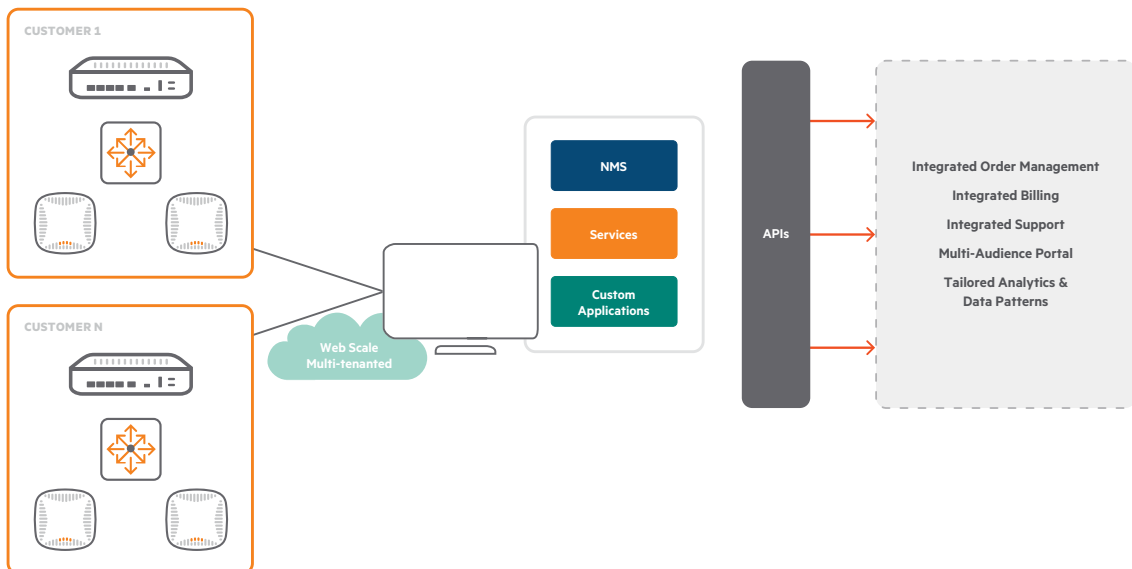 CUSTOMER 1
CUSTOMER N
Web Scale
Multi-tenanted
NMS
Services
Custom
Applications
APIs
Integrated Order Management
Integrated Billing
Integrated Support
Multi-Audience Portal
Tailored Analytics &
Data Patterns